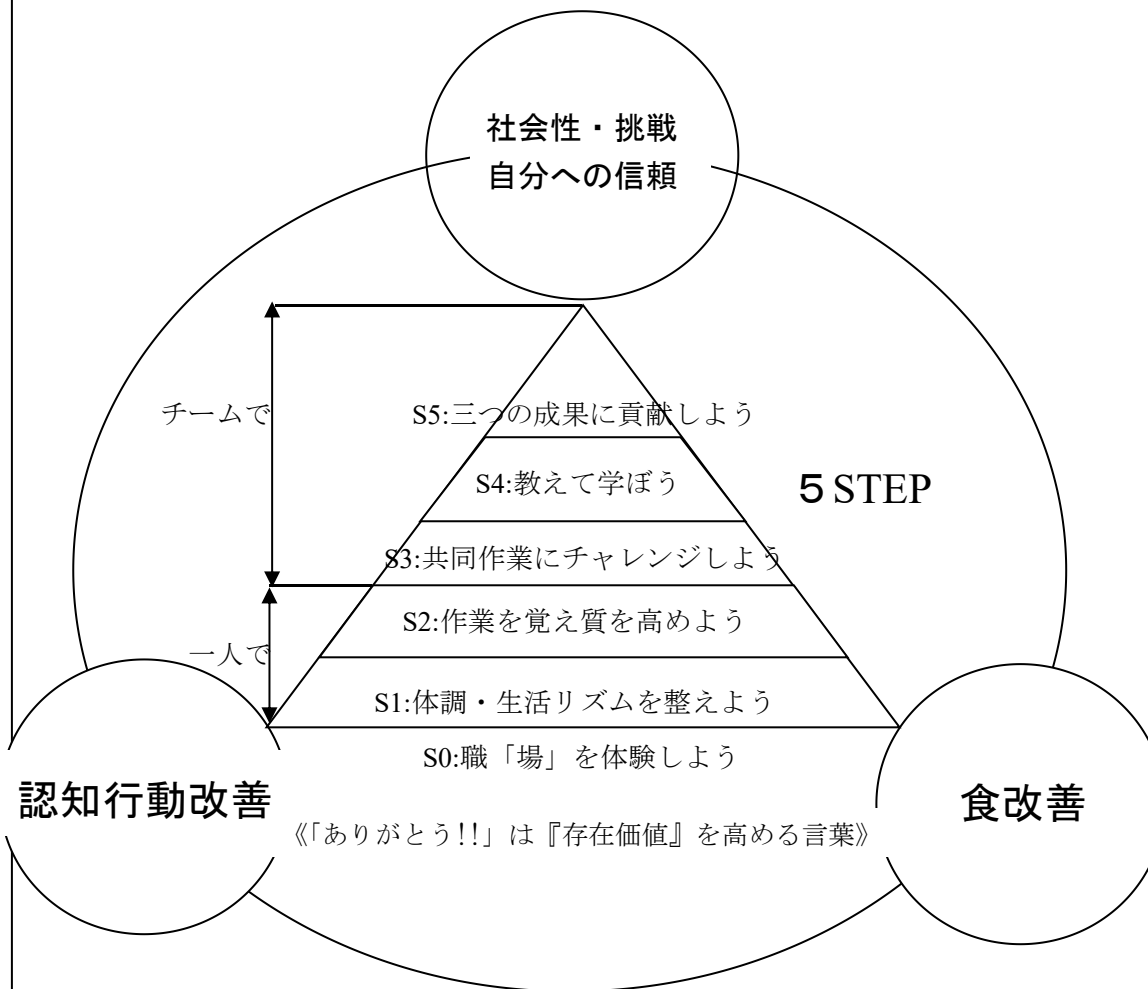 社会性・挑戦
自分への信頼
チームで
S5:三つの成果に貢献しよう
S4:教えて学ぼう
５STEP
S3:共同作業にチャレンジしよう
S2:作業を覚え質を高めよう
一人で
S1:体調・生活リズムを整えよう
S0:職「場」を体験しよう
認知行動改善
食改善
《「ありがとう!!」は『存在価値』を高める言葉》